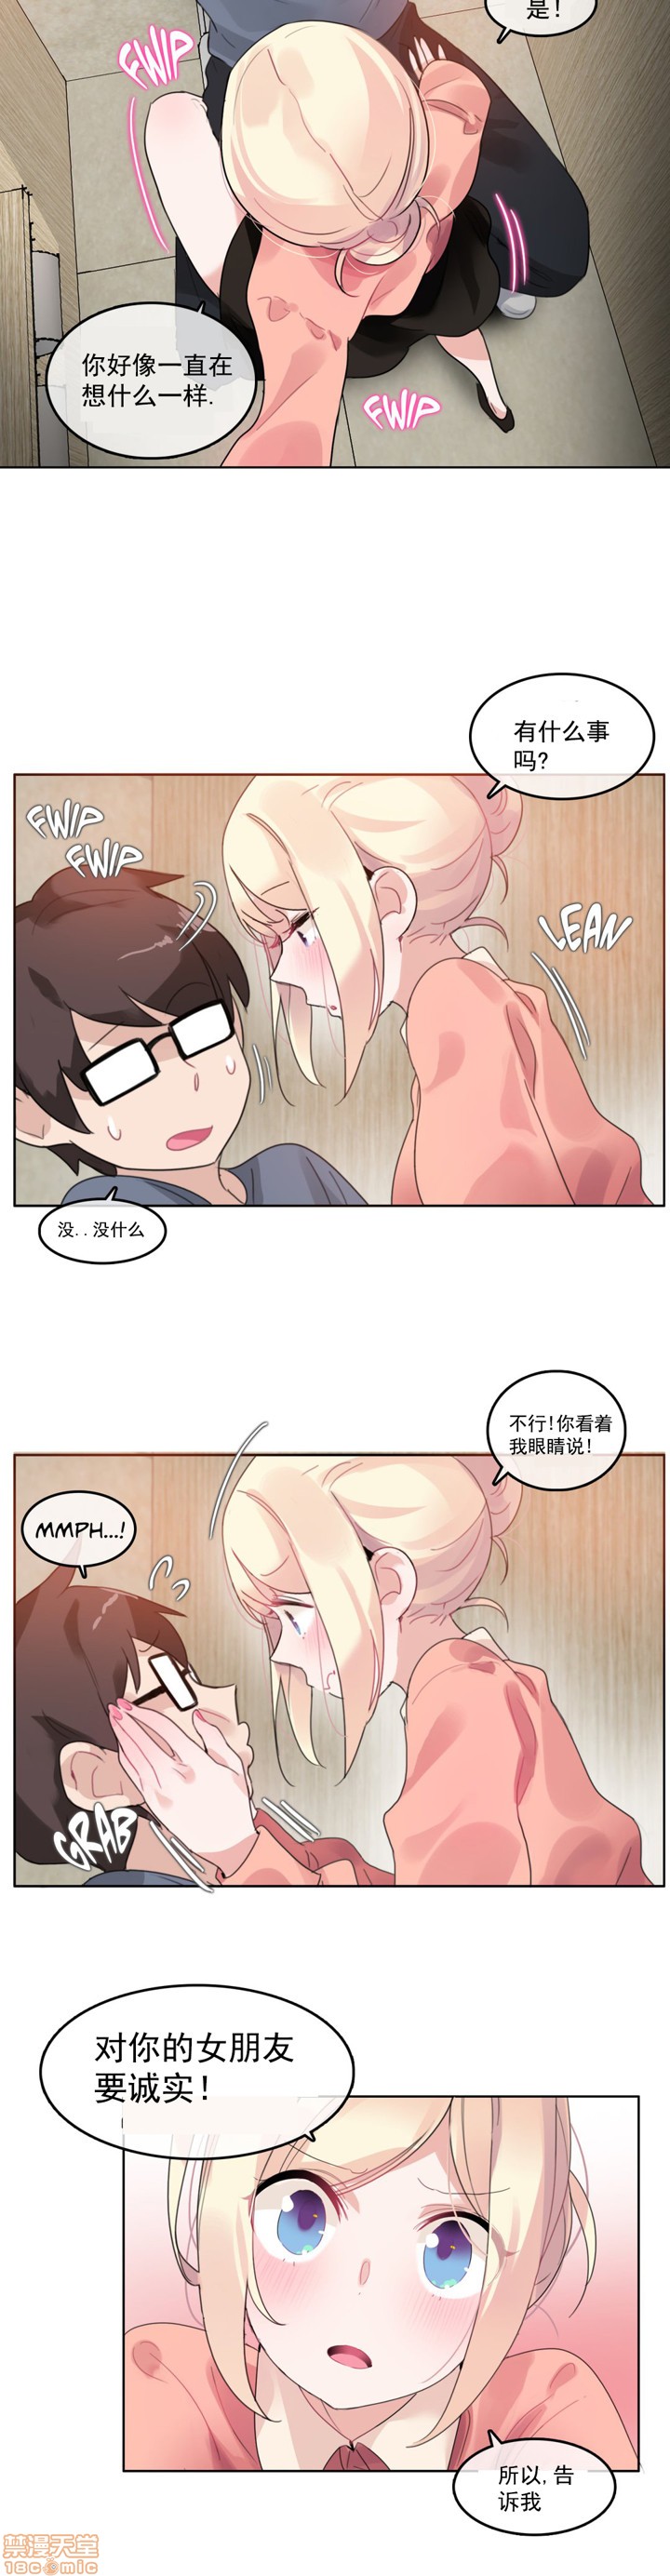 是!
FWIP
FWIP
你好像一直在
想什么一样.
FWIP
有什么事
吗?
FWIP
FWIP
LEAN
没..没什么
不行!你看着
我眼睛说!
MMPH...!
GRAB
对你的女朋友
要诚实!
所以,告
诉我
禁漫天堂
18comic